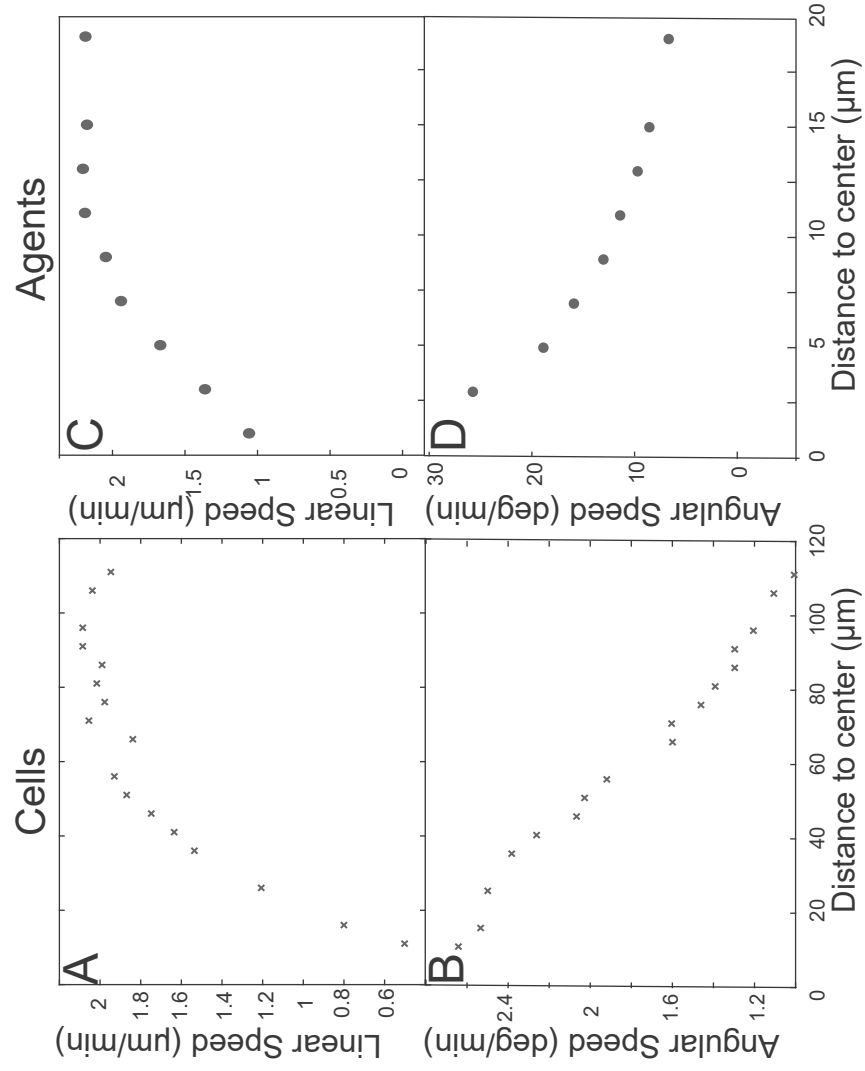 Cells
Agents
A
Linear Speed (µm/min)
2
1.8
1.6
1.4
1.2
1
0.8
0.6
C
Linear Speed (µm/min)
2
1.5
1
0.5
0
B
Angular Speed (deg/min)
2.4
2
1.6
1.2
0 20 40 60 80 100 120
Distance to center (µm)
D
Angular Speed (deg/min)
30
20
10
0
0 5 10 15 20
Distance to center (µm)